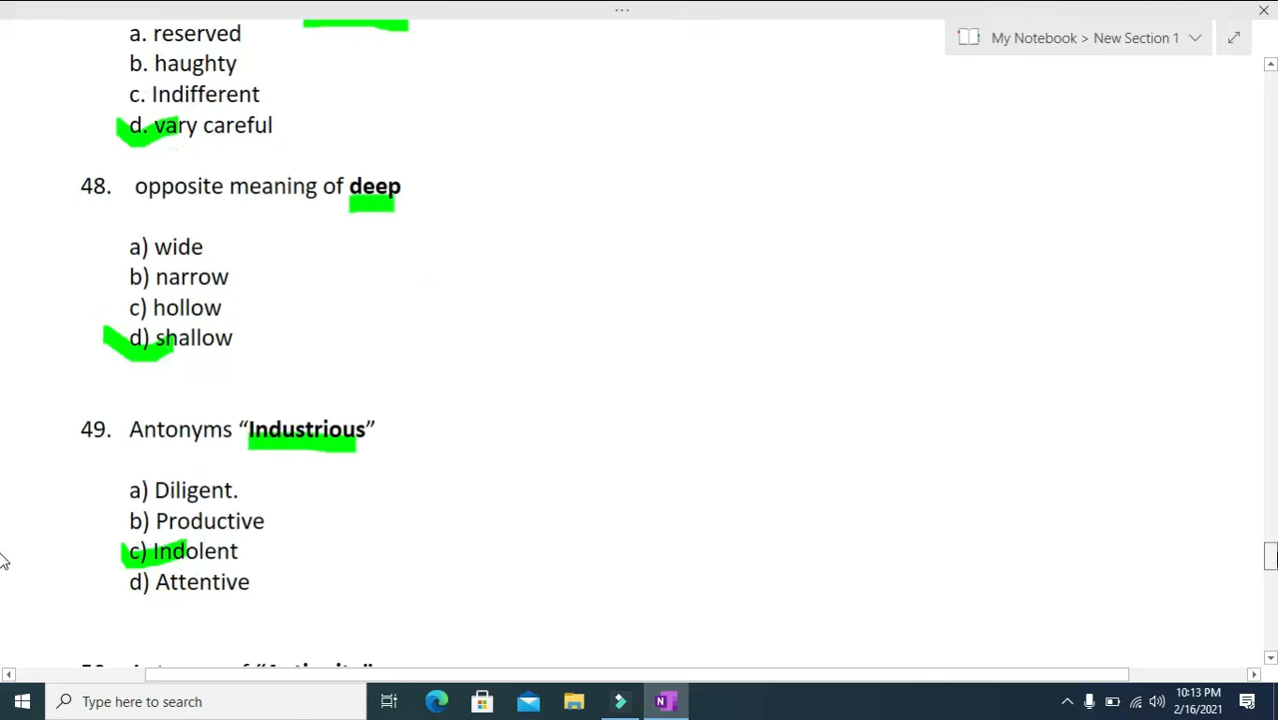 My Notebook > New Section 1
a. reserved
b. haughty
c. Indifferent
d. vary careful
48. opposite meaning of deep
a) wide
b) narrow
c) hollow
d) shallow
49. Antonyms “Industrious”
a) Diligent.
b) Productive
c) Indolent
d) Attentive
Type here to search
10:13 PM
2/16/2021